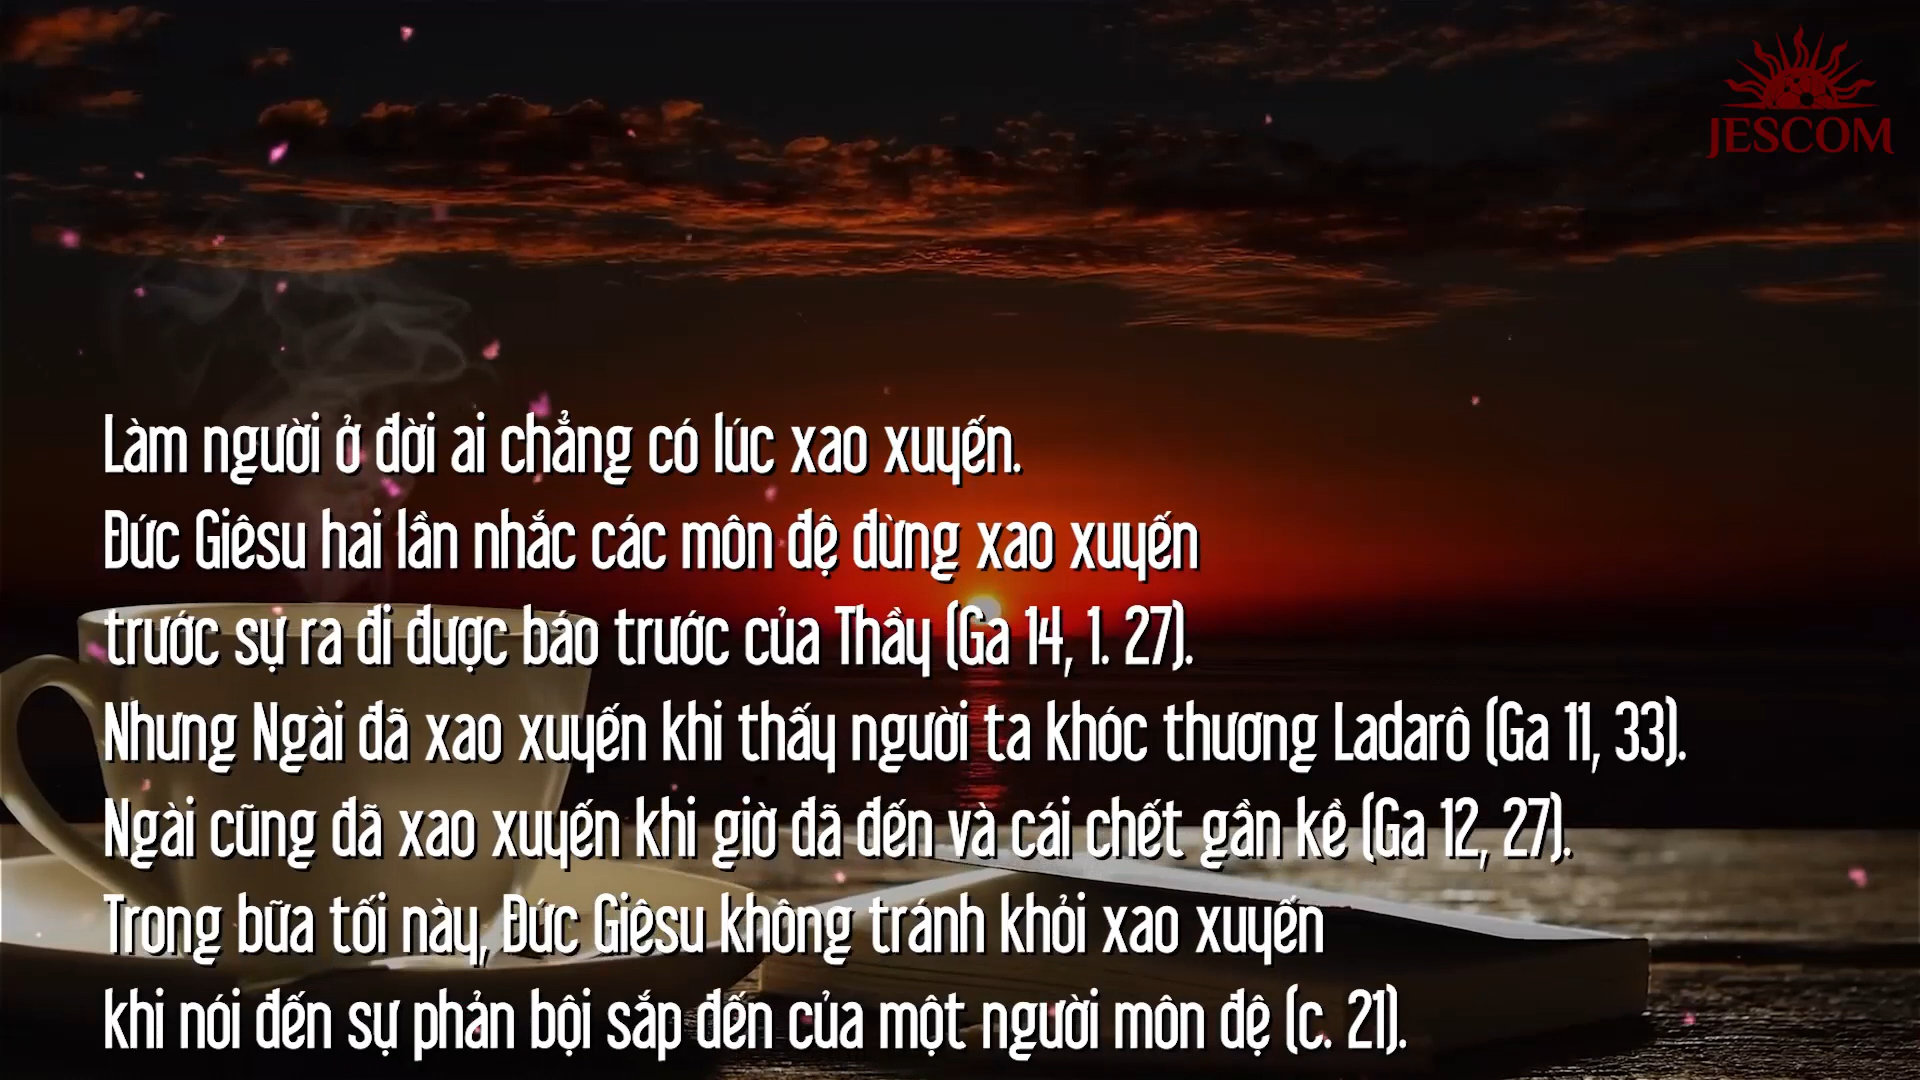 JESCOM
Làm người ở đời ai chẳng có lúc xao xuyến.
Đức Giêsu hai lần nhắc các môn đệ đừng xao xuyến
trước sự ra đi được báo trước của Thầy (Ga 14, 1. 27).
Nhưng Ngài đã xao xuyến khi thấy người ta khóc thương Ladarô (Ga 11, 33).
Ngài cũng đã xao xuyến khi giờ đã đến và cái chết gần kề (Ga 12, 27).
Trong bữa tối này, Đức Giêsu không tránh khỏi xao xuyến
khi nói đến sự phản bội sắp đến của một người môn đệ (c. 21).